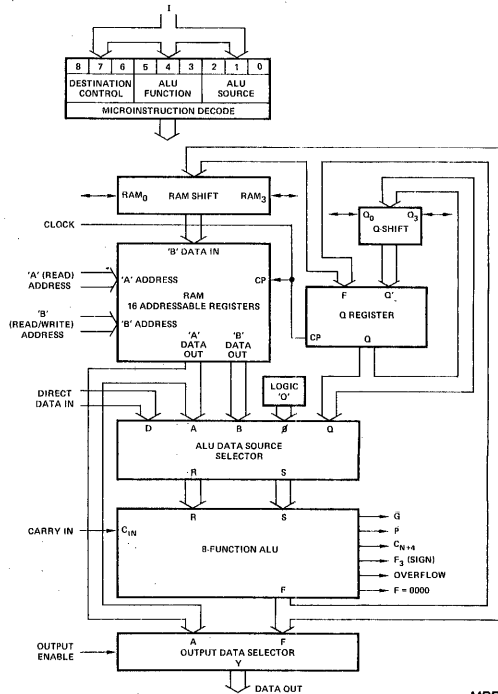 I
8 7 6 5 4 3 2 1 0
DESTINATION CONTROL
ALU FUNCTION
ALU SOURCE
MICROINSTRUCTION DECODE
RAM0 RAM SHIFT RAM3
Q0 Q3
Q-SHIFT
CLOCK
'B' DATA IN
'A' (READ) ADDRESS
'A' ADDRESS
CP
RAM
16 ADDRESSABLE REGISTERS
'B' (READ/WRITE) ADDRESS
'B' ADDRESS
'A' DATA OUT
'B' DATA OUT
F Q'
Q REGISTER
CP Q
DIRECT DATA IN
LOGIC '0'
D A B Ø Q
ALU DATA SOURCE SELECTOR
R S
R S
CARRY IN
CIN
8-FUNCTION ALU
F
G
P
CN+4
F3 (SIGN)
OVERFLOW
F = 0000
A F
OUTPUT ENABLE
OUTPUT DATA SELECTOR
Y
DATA OUT